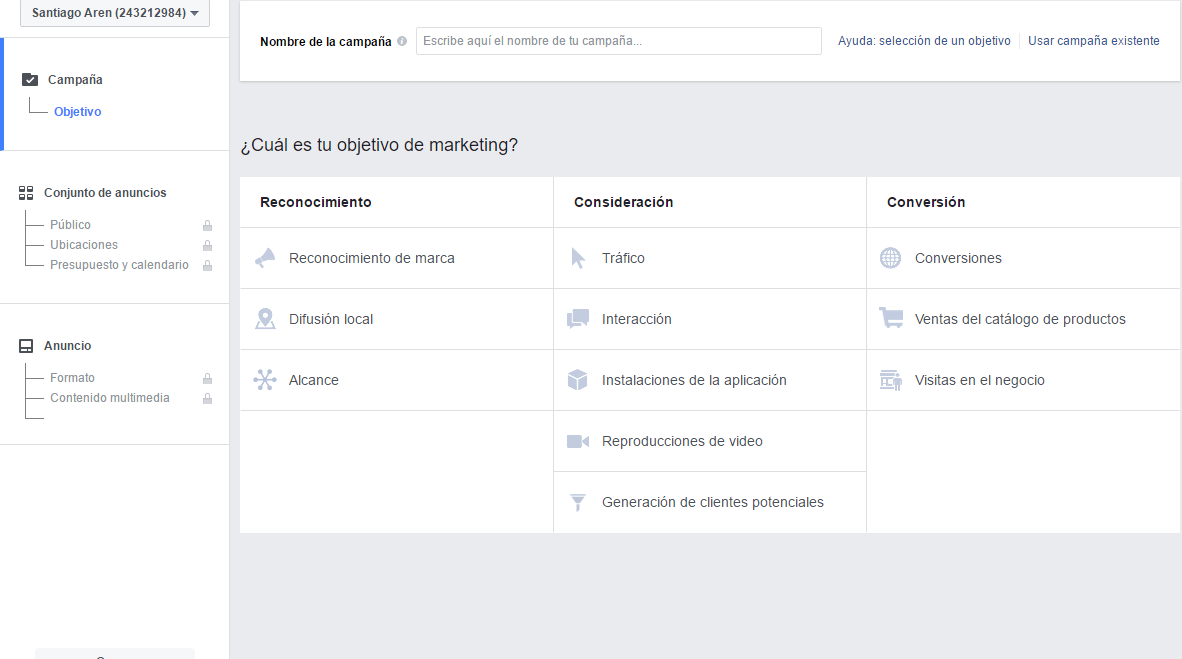 Santiago Aren (243212984)
Campaña
Objetivo
Conjunto de anuncios
Público
Ubicaciones
Presupuesto y calendario
Anuncio
Formato
Contenido multimedia
Nombre de la campaña
Escribe aquí el nombre de tu campaña...
Ayuda: selección de un objetivo
Usar campaña existente
¿Cuál es tu objetivo de marketing?
Reconocimiento
Consideración
Conversión
Reconocimiento de marca
Tráfico
Conversiones
Difusión local
Interacción
Ventas del catálogo de productos
Alcance
Instalaciones de la aplicación
Visitas en el negocio
Reproducciones de video
Generación de clientes potenciales